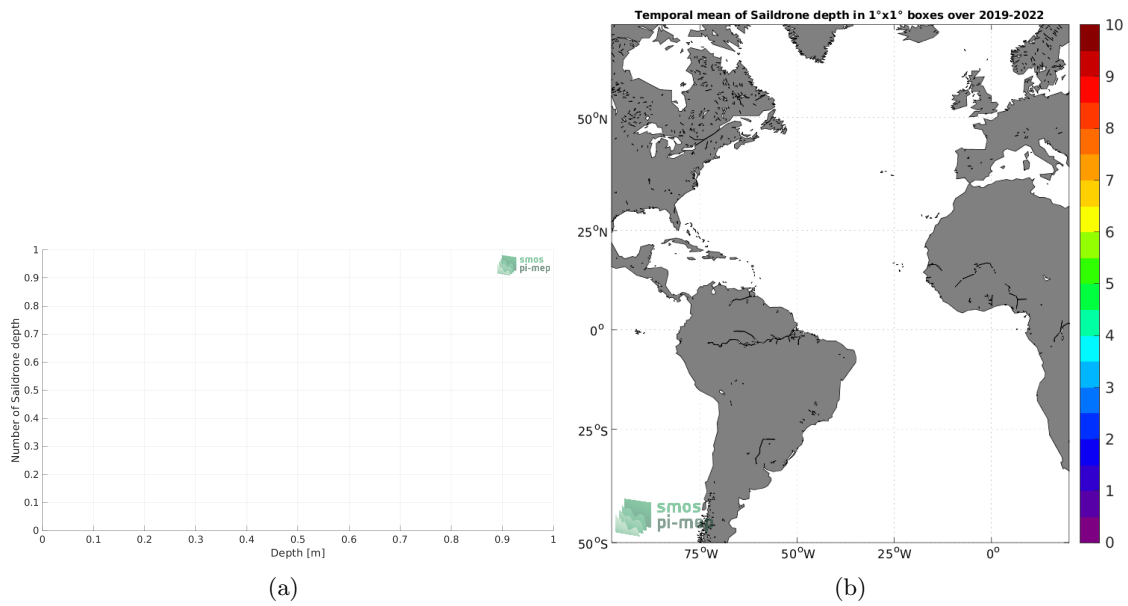 Temporal mean of Saildrone depth in 1°x1° boxes over 2019-2022
smos
pi-mep
1
0.9
0.8
0.7
0.6
0.5
0.4
0.3
0.2
0.1
0
Number of Saildrone depth
0 0.1 0.2 0.3 0.4 0.5 0.6 0.7 0.8 0.9 1
Depth [m]
(a)
50°N
25°N
0°
25°S
50°S
75°W 50°W 25°W 0°
smos
pi-mep
10
9
8
7
6
5
4
3
2
1
0
(b)